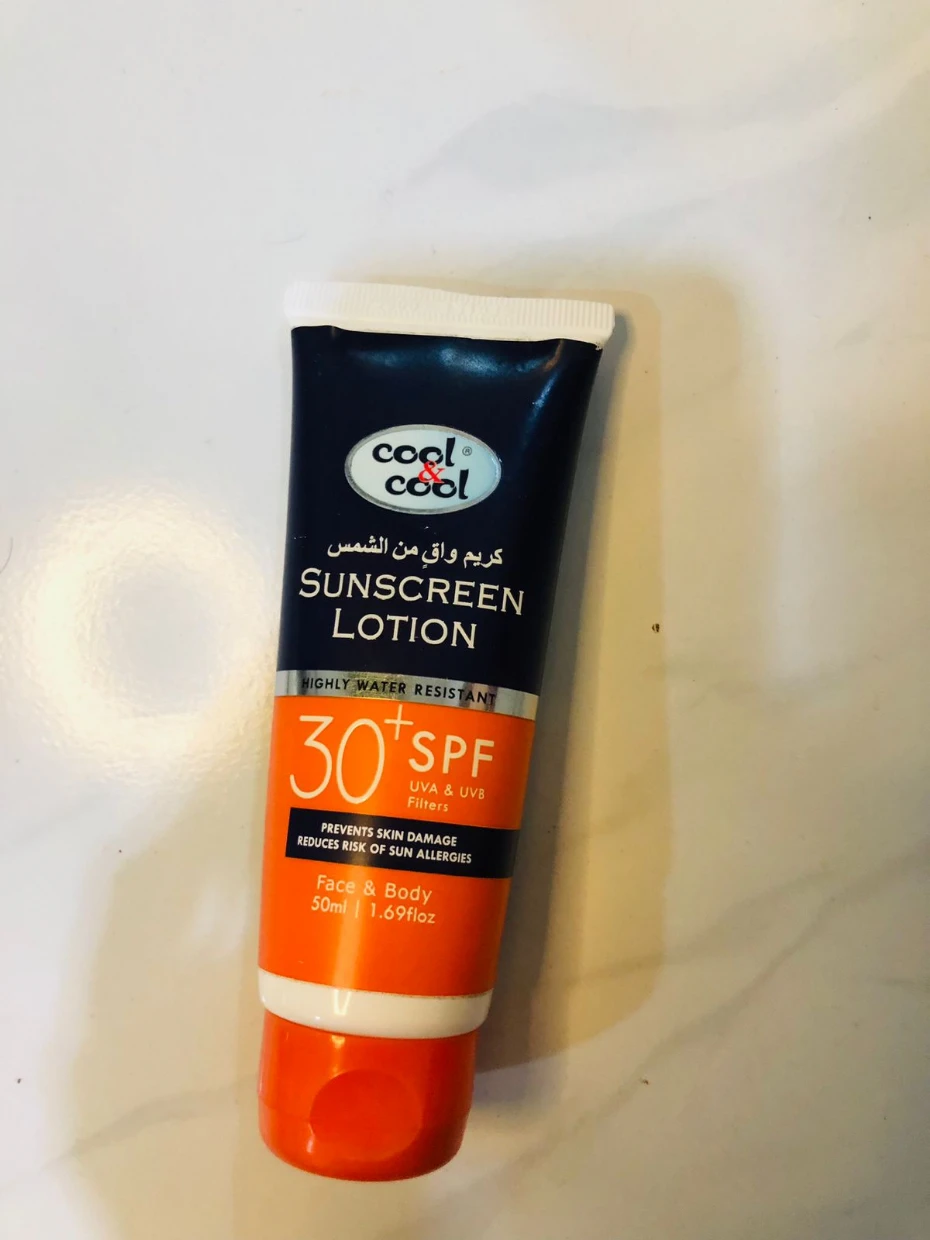 cool®
&
cool
كريم واقٍ من الشمس
SUNSCREEN
LOTION
HIGHLY WATER RESISTANT
30+ SPF
UVA & UVB
Filters
PREVENTS SKIN DAMAGE
REDUCES RISK OF SUN ALLERGIES
Face & Body
50ml | 1.69floz